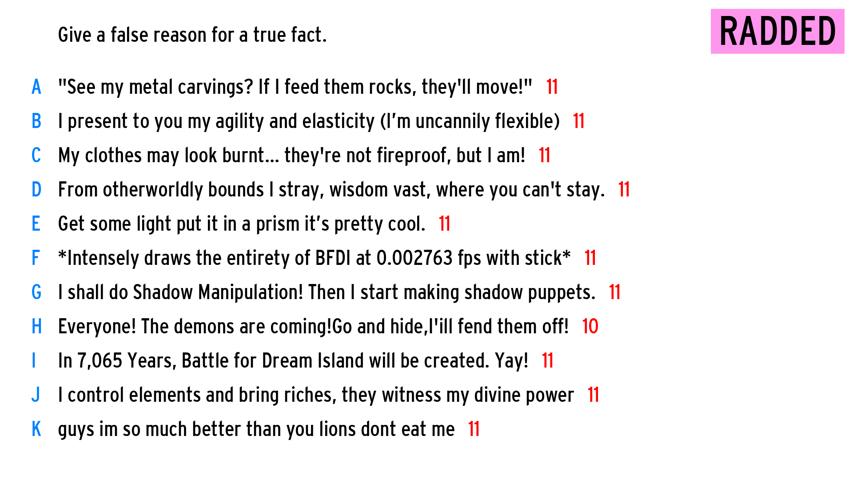 Give a false reason for a true fact.
RADDED
A "See my metal carvings? If I feed them rocks, they'll move!" 11
B I present to you my agility and elasticity (I'm uncannily flexible) 11
C My clothes may look burnt... they're not fireproof, but I am! 11
D From otherworldly bounds I stray, wisdom vast, where you can't stay. 11
E Get some light put it in a prism it's pretty cool. 11
F *Intensely draws the entirety of BFDI at 0.002763 fps with stick* 11
G I shall do Shadow Manipulation! Then I start making shadow puppets. 11
H Everyone! The demons are coming!Go and hide,I'ill fend them off! 10
I In 7,065 Years, Battle for Dream Island will be created. Yay! 11
J I control elements and bring riches, they witness my divine power 11
K guys im so much better than you lions dont eat me 11